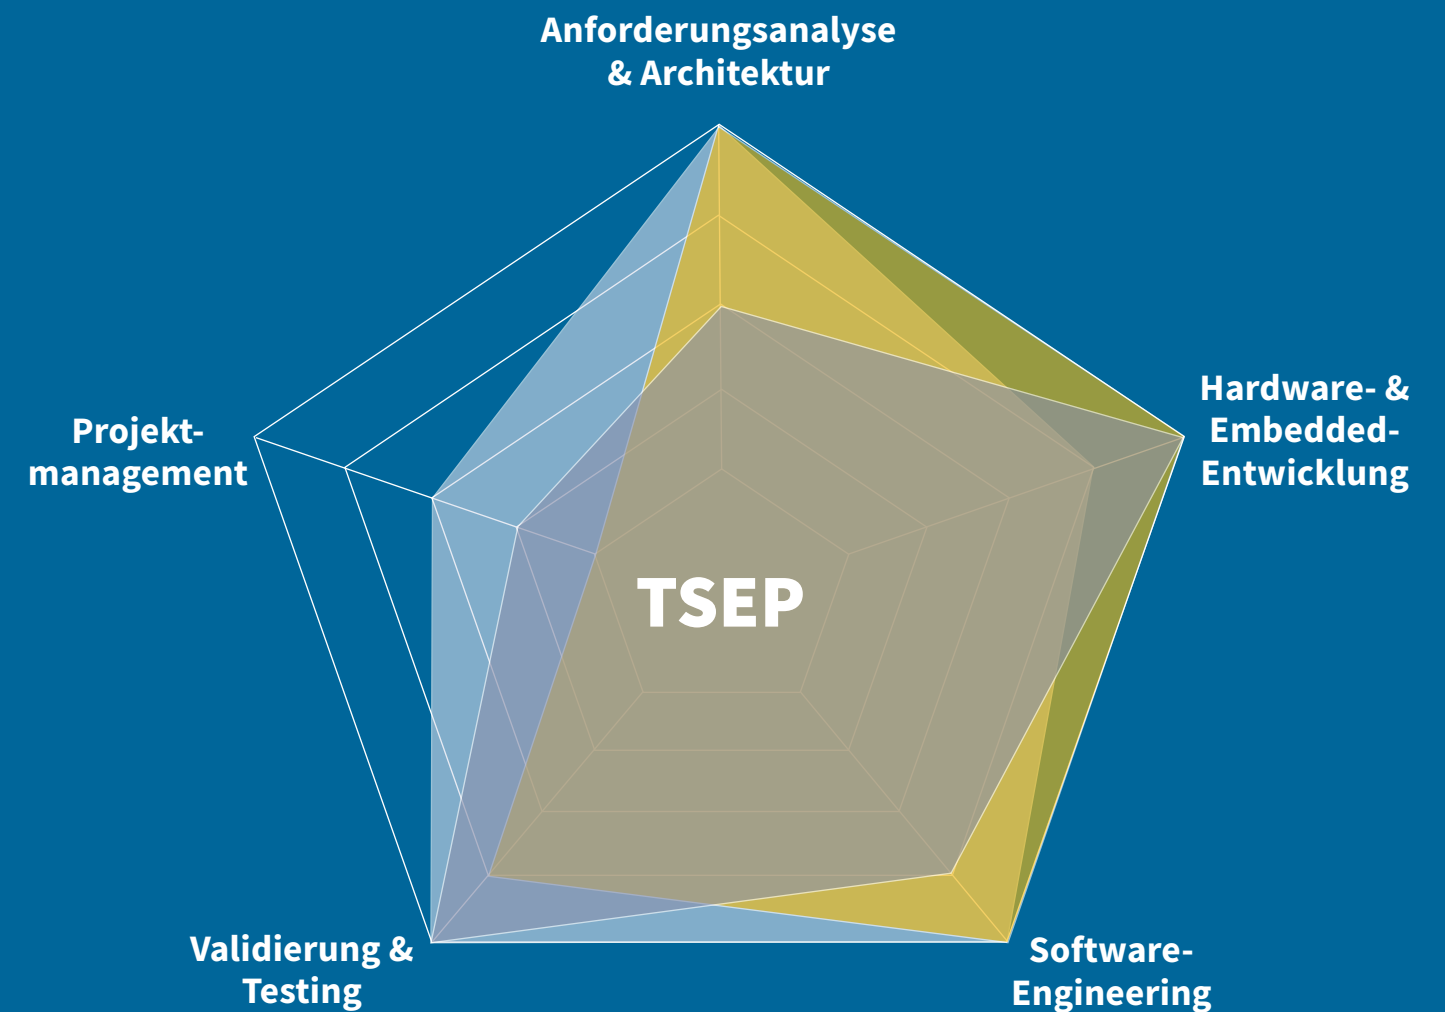 Anforderungsanalyse
& Architektur
Hardware- &
Embedded-
Entwicklung
Projekt-
management
TSEP
Validierung &
Testing
Software-
Engineering